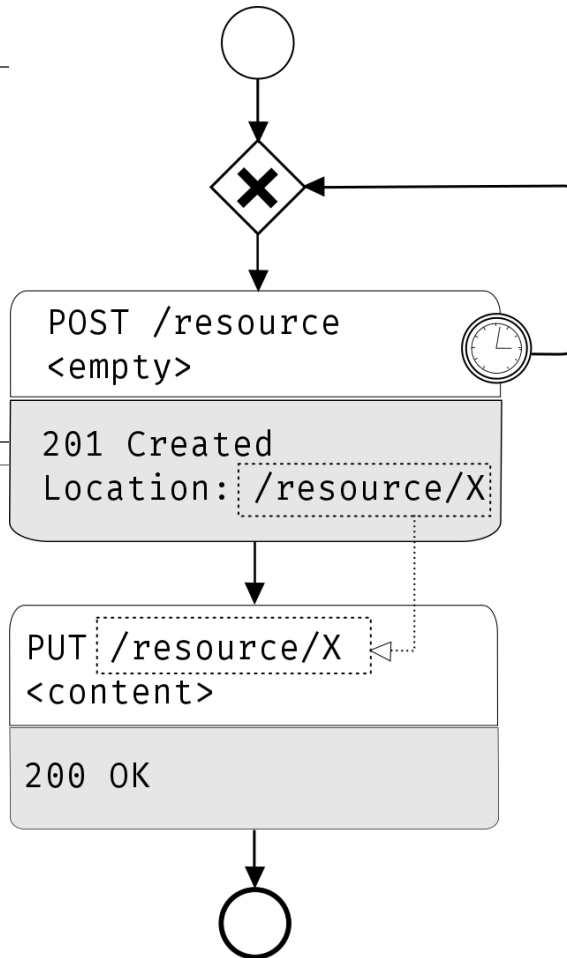 POST /resource
<empty>
201 Created
Location: /resource/X
PUT /resource/X
<content>
200 OK